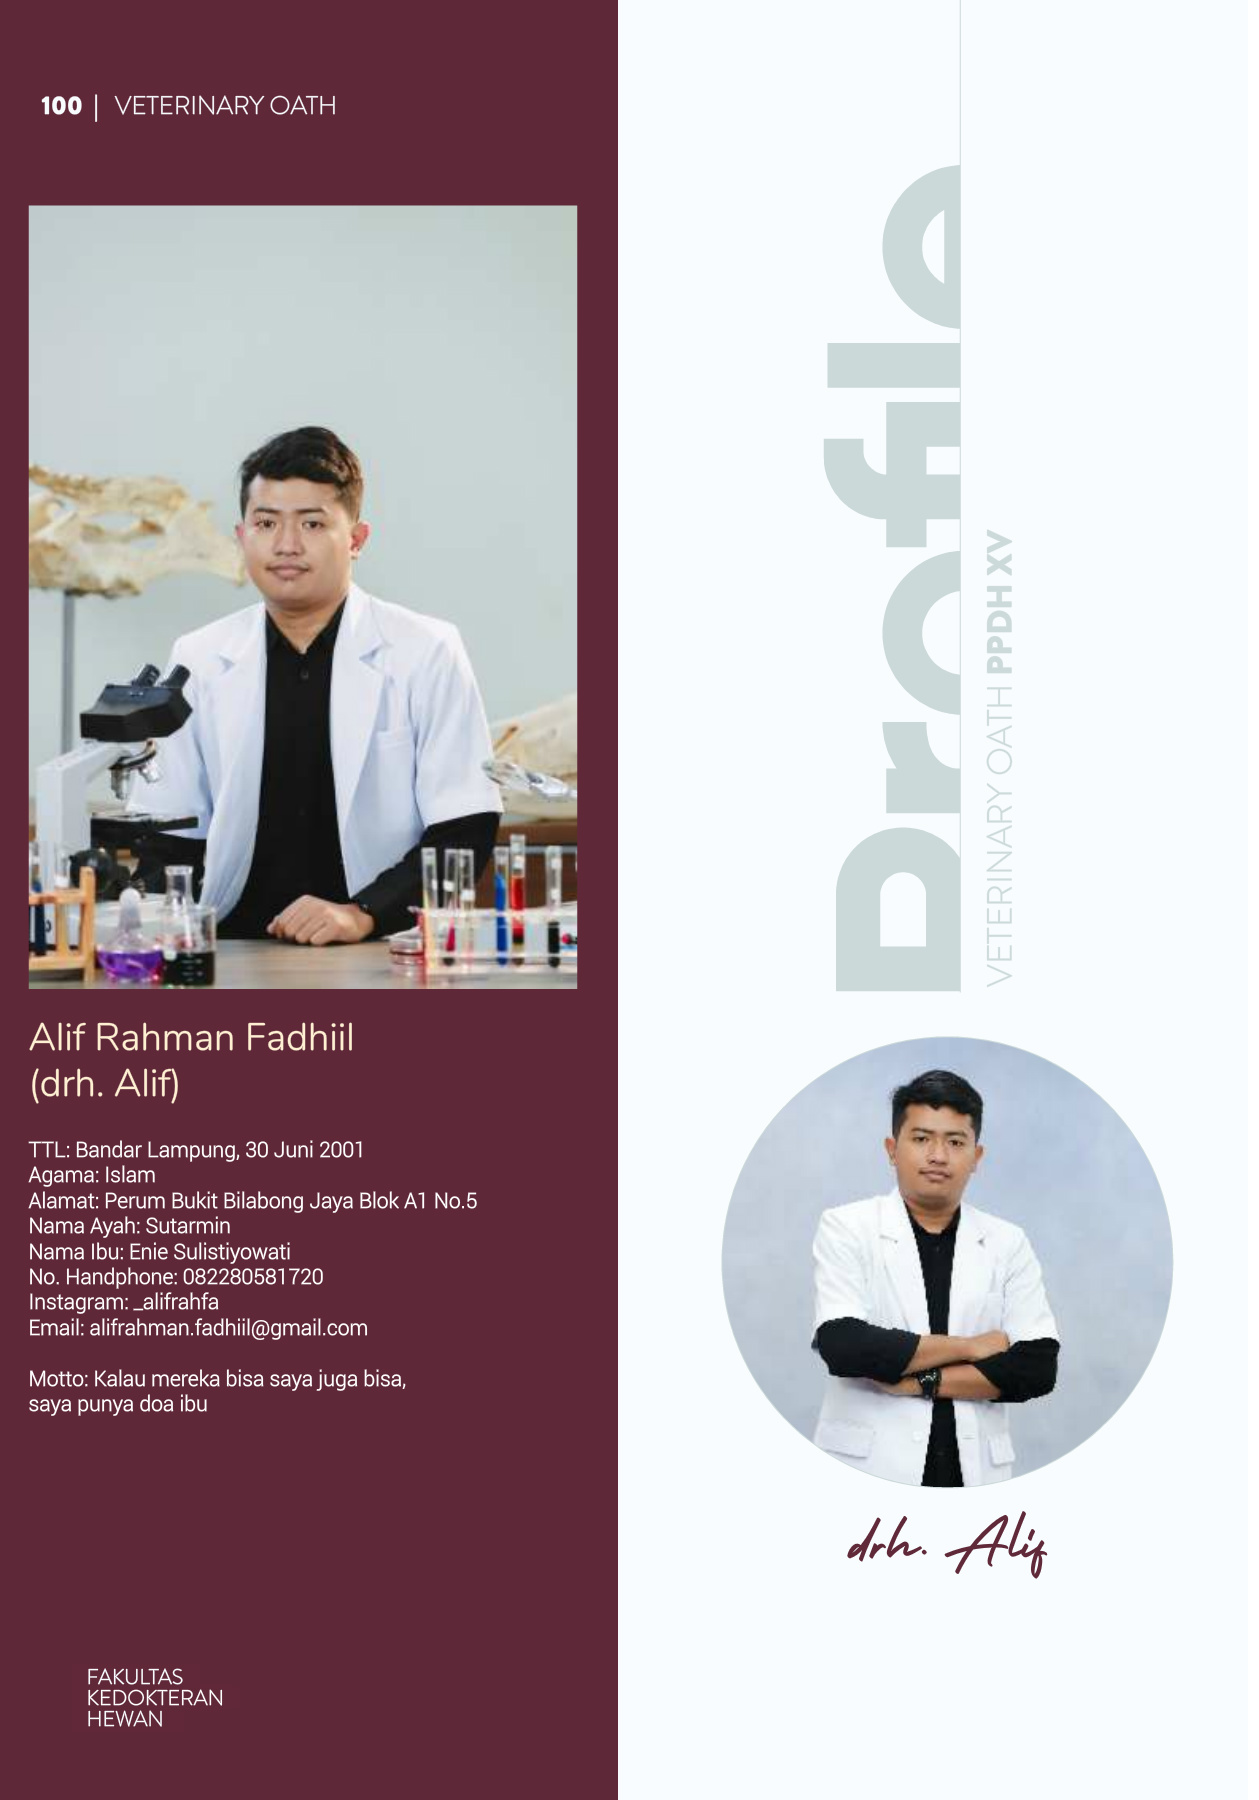 100 | VETERINARY OATH
Alif Rahman Fadhiil
(drh. Alif)
TTL: Bandar Lampung, 30 Juni 2001
Agama: Islam
Alamat: Perum Bukit Bilabong Jaya Blok A1 No.5
Nama Ayah: Sutarmin
Nama Ibu: Enie Sulistiyowati
No. Handphone: 082280581720
Instagram: _alifrahfa
Email: alifrahman.fadhiil@gmail.com
Motto: Kalau mereka bisa saya juga bisa,
saya punya doa ibu
FAKULTAS
KEDOKTERAN
HEWAN
Profile
VETERINARY OATH PPDH XV
drh. Alif